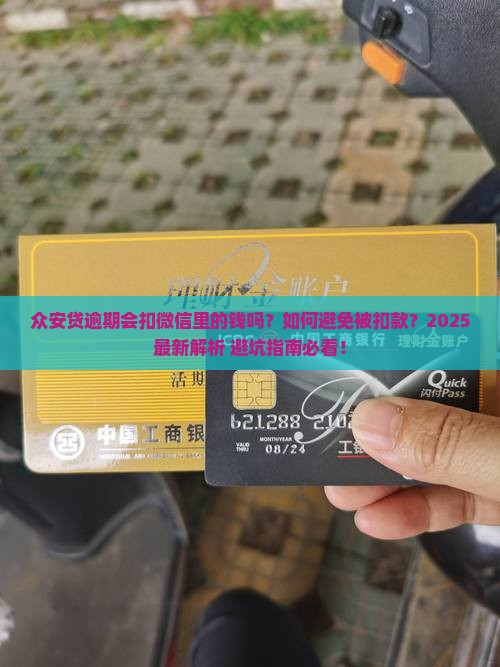 理财金账户
众安贷逾期会扣微信里的钱吗？如何避免被扣款？2025
最新解析 避坑指南必看！
中国工商银行 理财金账户
活期
Quick
闪付Pass
中国工商银
621288 2102
VALID
THRU
MONTH/YEAR
08/24
工银